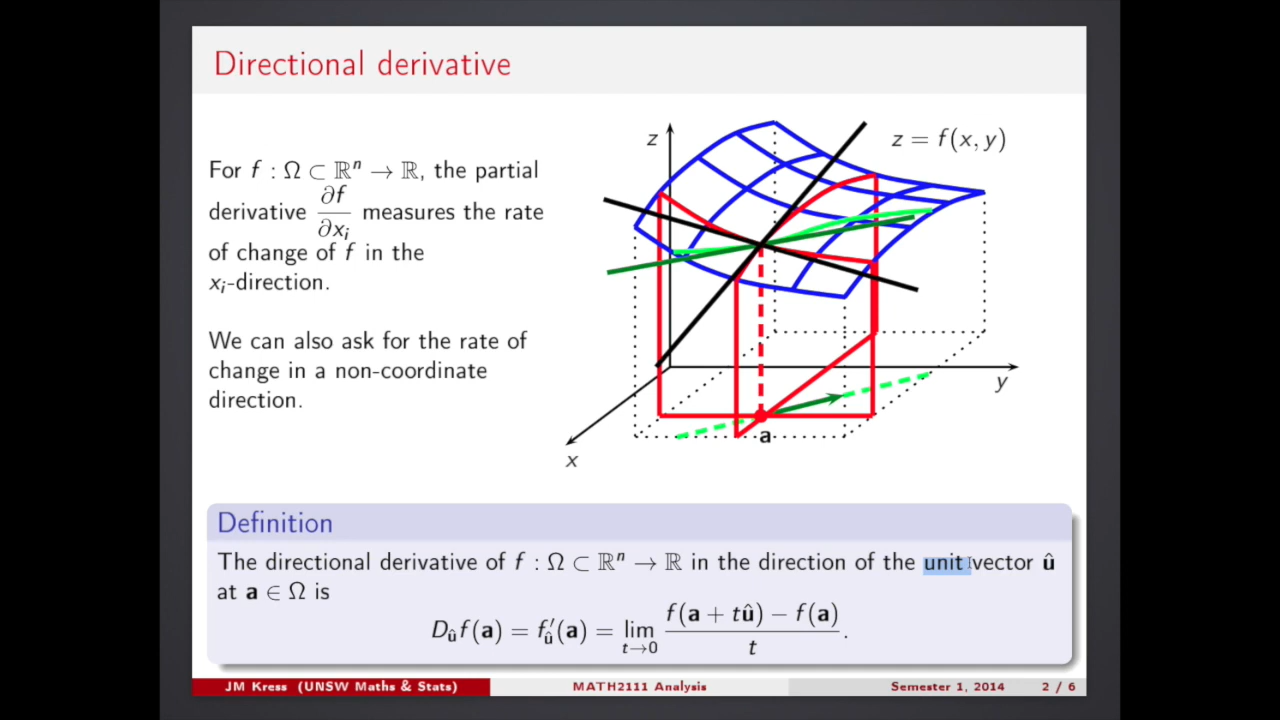 Directional derivative
For f : Ω ⊂ ℝⁿ → ℝ, the partial
derivative ∂f/∂xᵢ measures the rate
of change of f in the
xᵢ-direction.
We can also ask for the rate of
change in a non-coordinate
direction.
z
z = f(x, y)
y
a
x
Definition
The directional derivative of f : Ω ⊂ ℝⁿ → ℝ in the direction of the unit vector û
at a ∈ Ω is
D_û f(a) = f′_û(a) = lim_{t→0} (f(a + tû) − f(a))/t .
JM Kress (UNSW Maths & Stats) MATH2111 Analysis Semester 1, 2014 2 / 6